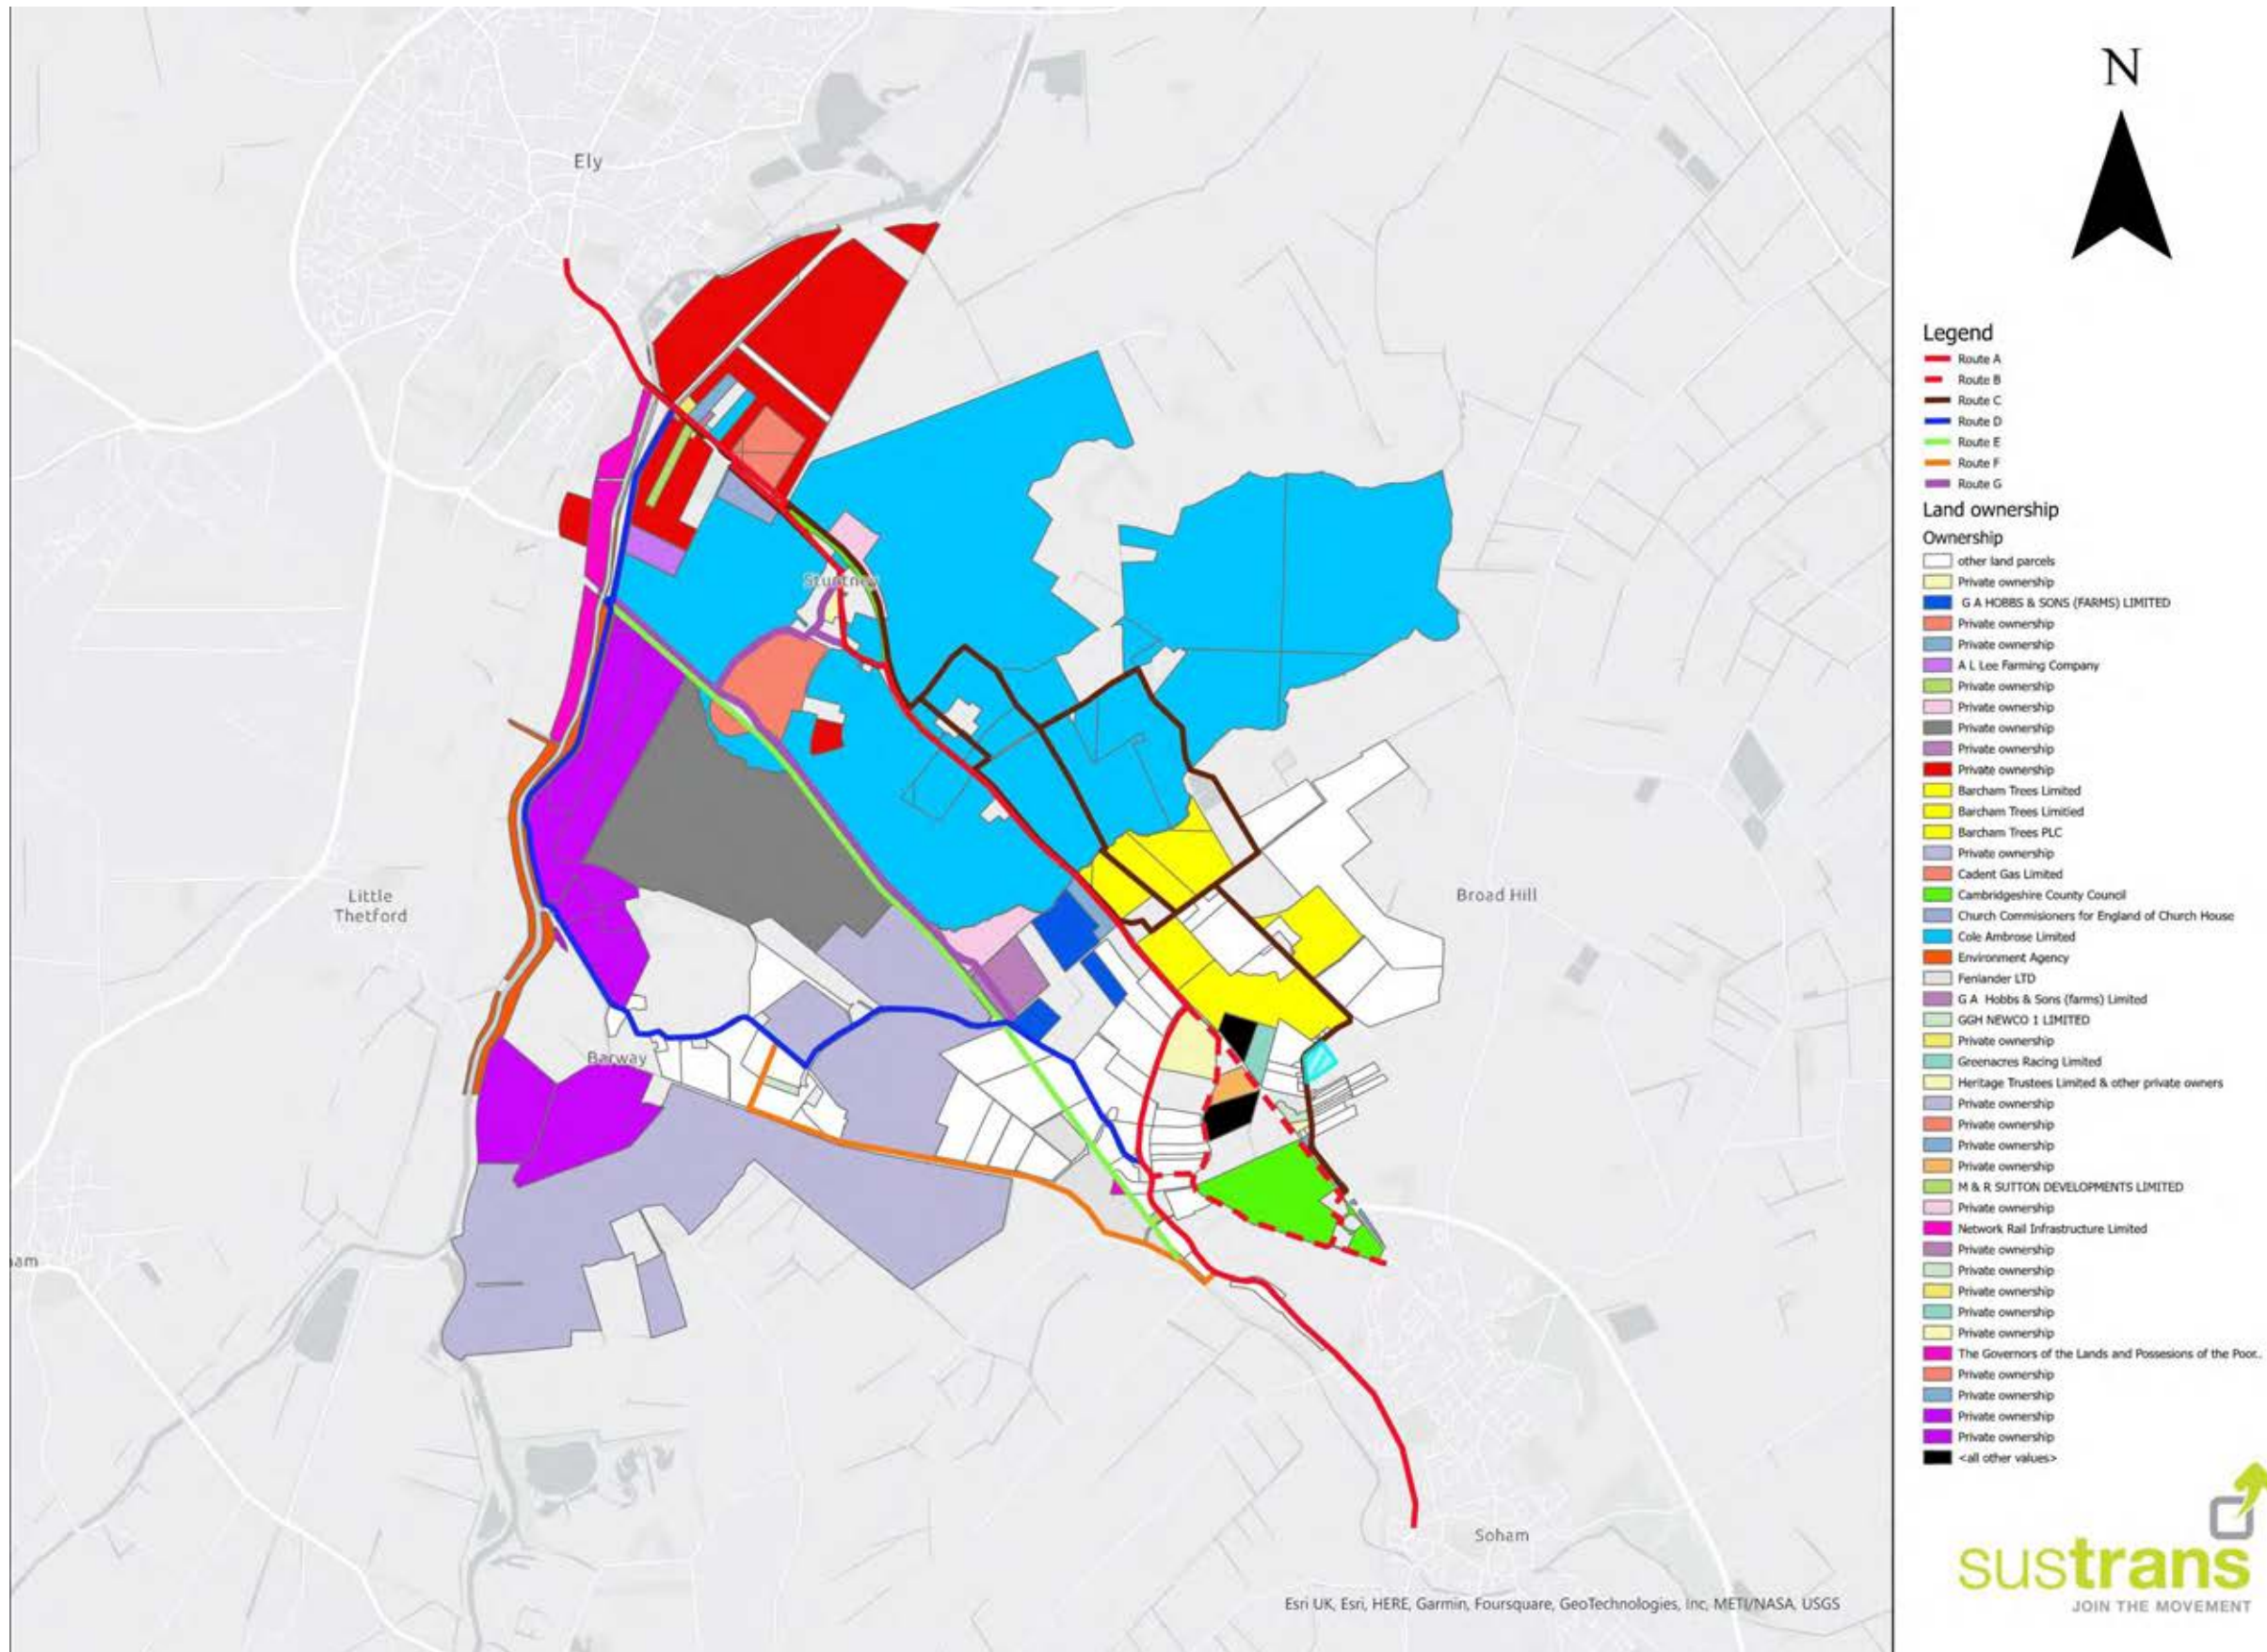 Ely
Stuntney
Little
Thetford
Broad Hill
Barway
am
Soham
Esri UK, Esri, HERE, Garmin, Foursquare, GeoTechnologies, Inc, METI/NASA, USGS
N
Legend
Route A
Route B
Route C
Route D
Route E
Route F
Route G
Land ownership
Ownership
other land parcels
Private ownership
G A HOBBS & SONS (FARMS) LIMITED
Private ownership
Private ownership
A L Lee Farming Company
Private ownership
Private ownership
Private ownership
Private ownership
Private ownership
Barcham Trees Limited
Barcham Trees Limitied
Barcham Trees PLC
Private ownership
Cadent Gas Limited
Cambridgeshire County Council
Church Commisioners for England of Church House
Cole Ambrose Limited
Environment Agency
Fenlander LTD
G A Hobbs & Sons (farms) Limited
GGH NEWCO 1 LIMITED
Private ownership
Greenacres Racing Limited
Heritage Trustees Limited & other private owners
Private ownership
Private ownership
Private ownership
Private ownership
M & R SUTTON DEVELOPMENTS LIMITED
Private ownership
Network Rail Infrastructure Limited
Private ownership
Private ownership
Private ownership
Private ownership
Private ownership
The Governors of the Lands and Possesions of the Poor..
Private ownership
Private ownership
Private ownership
Private ownership
<all other values>
sustrans
JOIN THE MOVEMENT